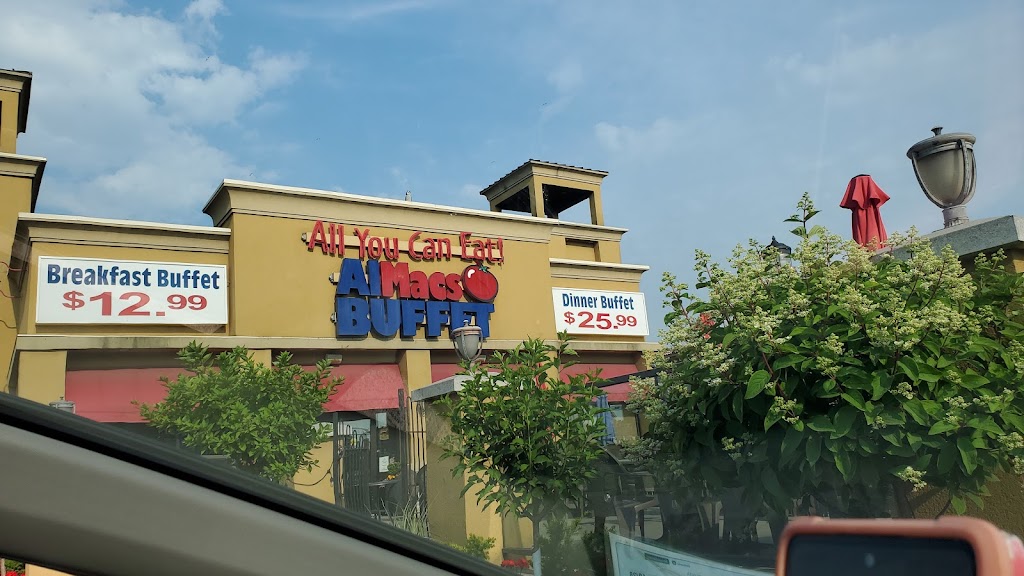 Breakfast Buffet
$12.99
All You Can Eat!
AlMacs
BUFFET
Dinner Buffet
$25.99